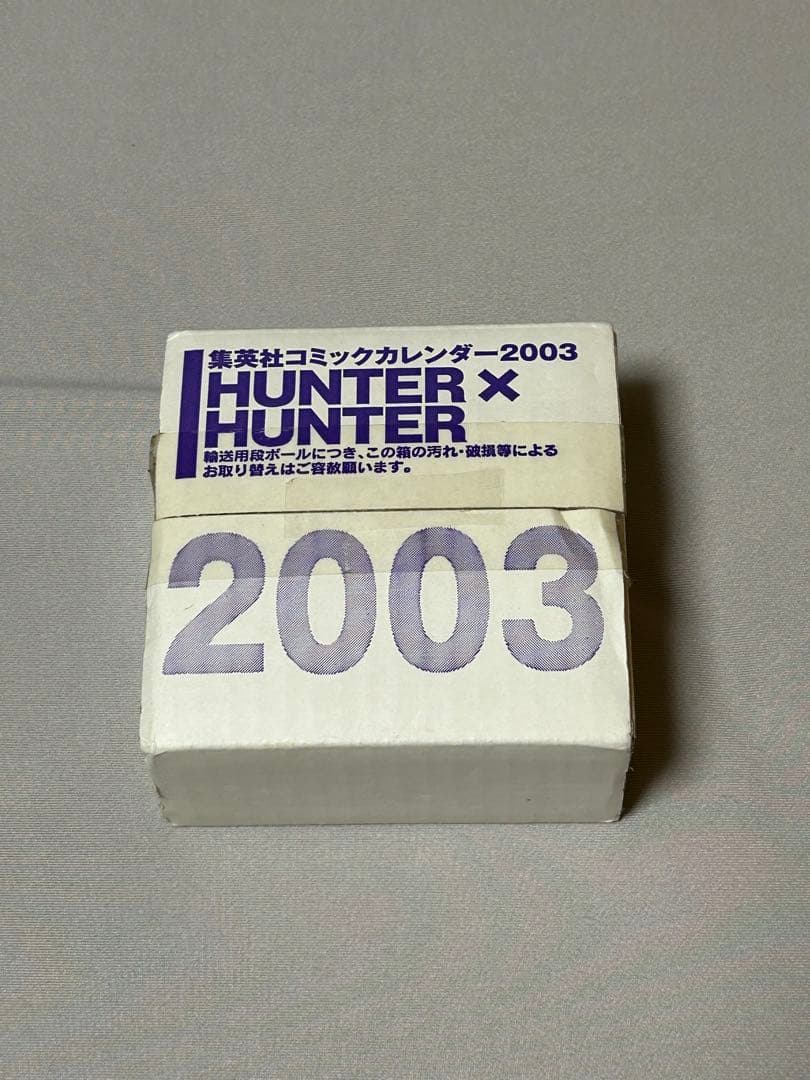 集英社コミックカレンダー2003
HUNTER×
HUNTER
輸送用段ボールにつき、この箱の汚れ・破損等による
お取り替えはご容赦願います。
2003